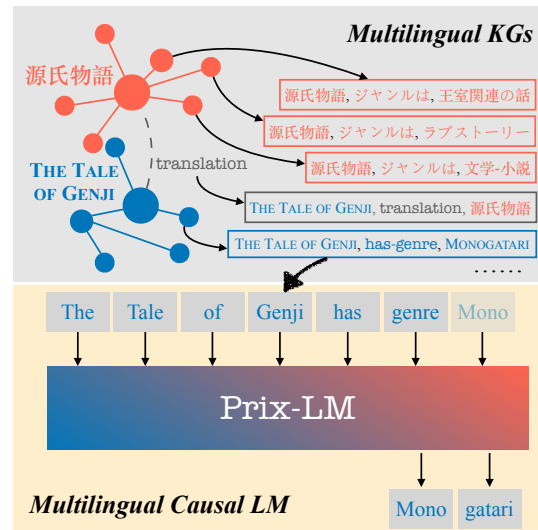 Multilingual KGs
源氏物語
源氏物語, ジャンルは, 王室関連の話
源氏物語, ジャンルは, ラブストーリー
源氏物語, ジャンルは, 文学-小説
THE TALE
OF GENJI
translation
THE TALE OF GENJI, translation, 源氏物語
THE TALE OF GENJI, has-genre, MONOGATARI
......
The Tale of Genji has genre Mono
Prix-LM
Multilingual Causal LM
Mono gatari